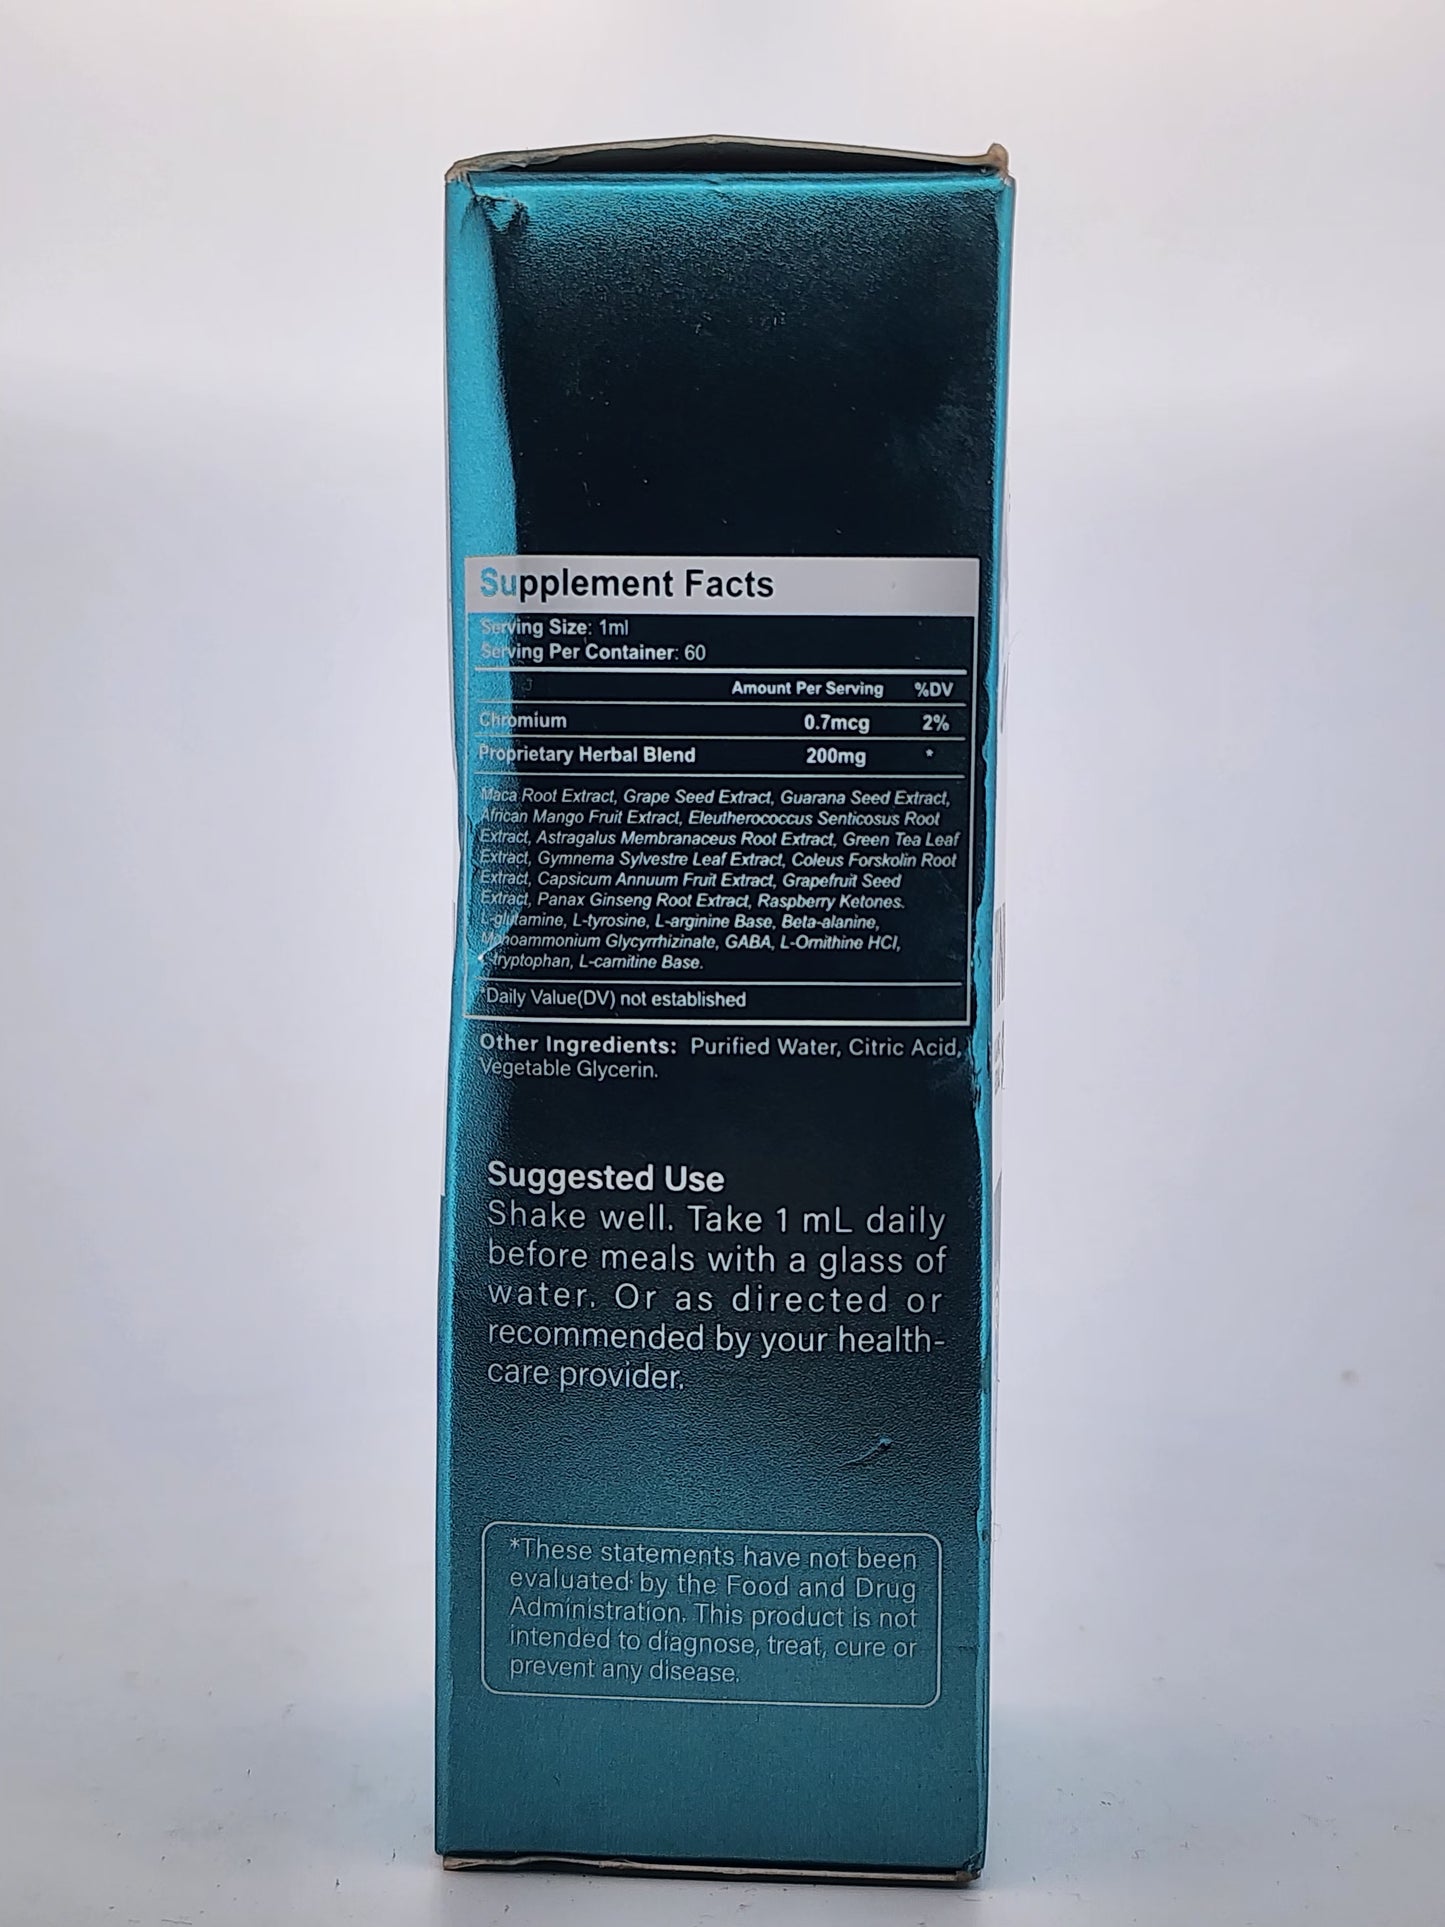 Supplement Facts
Serving Size: 1ml
Serving Per Container: 60
Amount Per Serving %DV
Chromium 0.7mcg 2%
Proprietary Herbal Blend 200mg *
Maca Root Extract, Grape Seed Extract, Guarana Seed Extract,
African Mango Fruit Extract, Eleutherococcus Senticosus Root
Extract, Astragalus Membranaceus Root Extract, Green Tea Leaf
Extract, Gymnema Sylvestre Leaf Extract, Coleus Forskolin Root
Extract, Capsicum Annuum Fruit Extract, Grapefruit Seed
Extract, Panax Ginseng Root Extract, Raspberry Ketones.
L-glutamine, L-tyrosine, L-arginine Base, Beta-alanine,
Monoammonium Glycyrrhizinate, GABA, L-Ornithine HCl,
L-tryptophan, L-carnitine Base.
*Daily Value(DV) not established
Other Ingredients: Purified Water, Citric Acid,
Vegetable Glycerin.
Suggested Use
Shake well. Take 1 mL daily
before meals with a glass of
water. Or as directed or
recommended by your health-
care provider.
*These statements have not been
evaluated by the Food and Drug
Administration. This product is not
intended to diagnose, treat, cure or
prevent any disease.